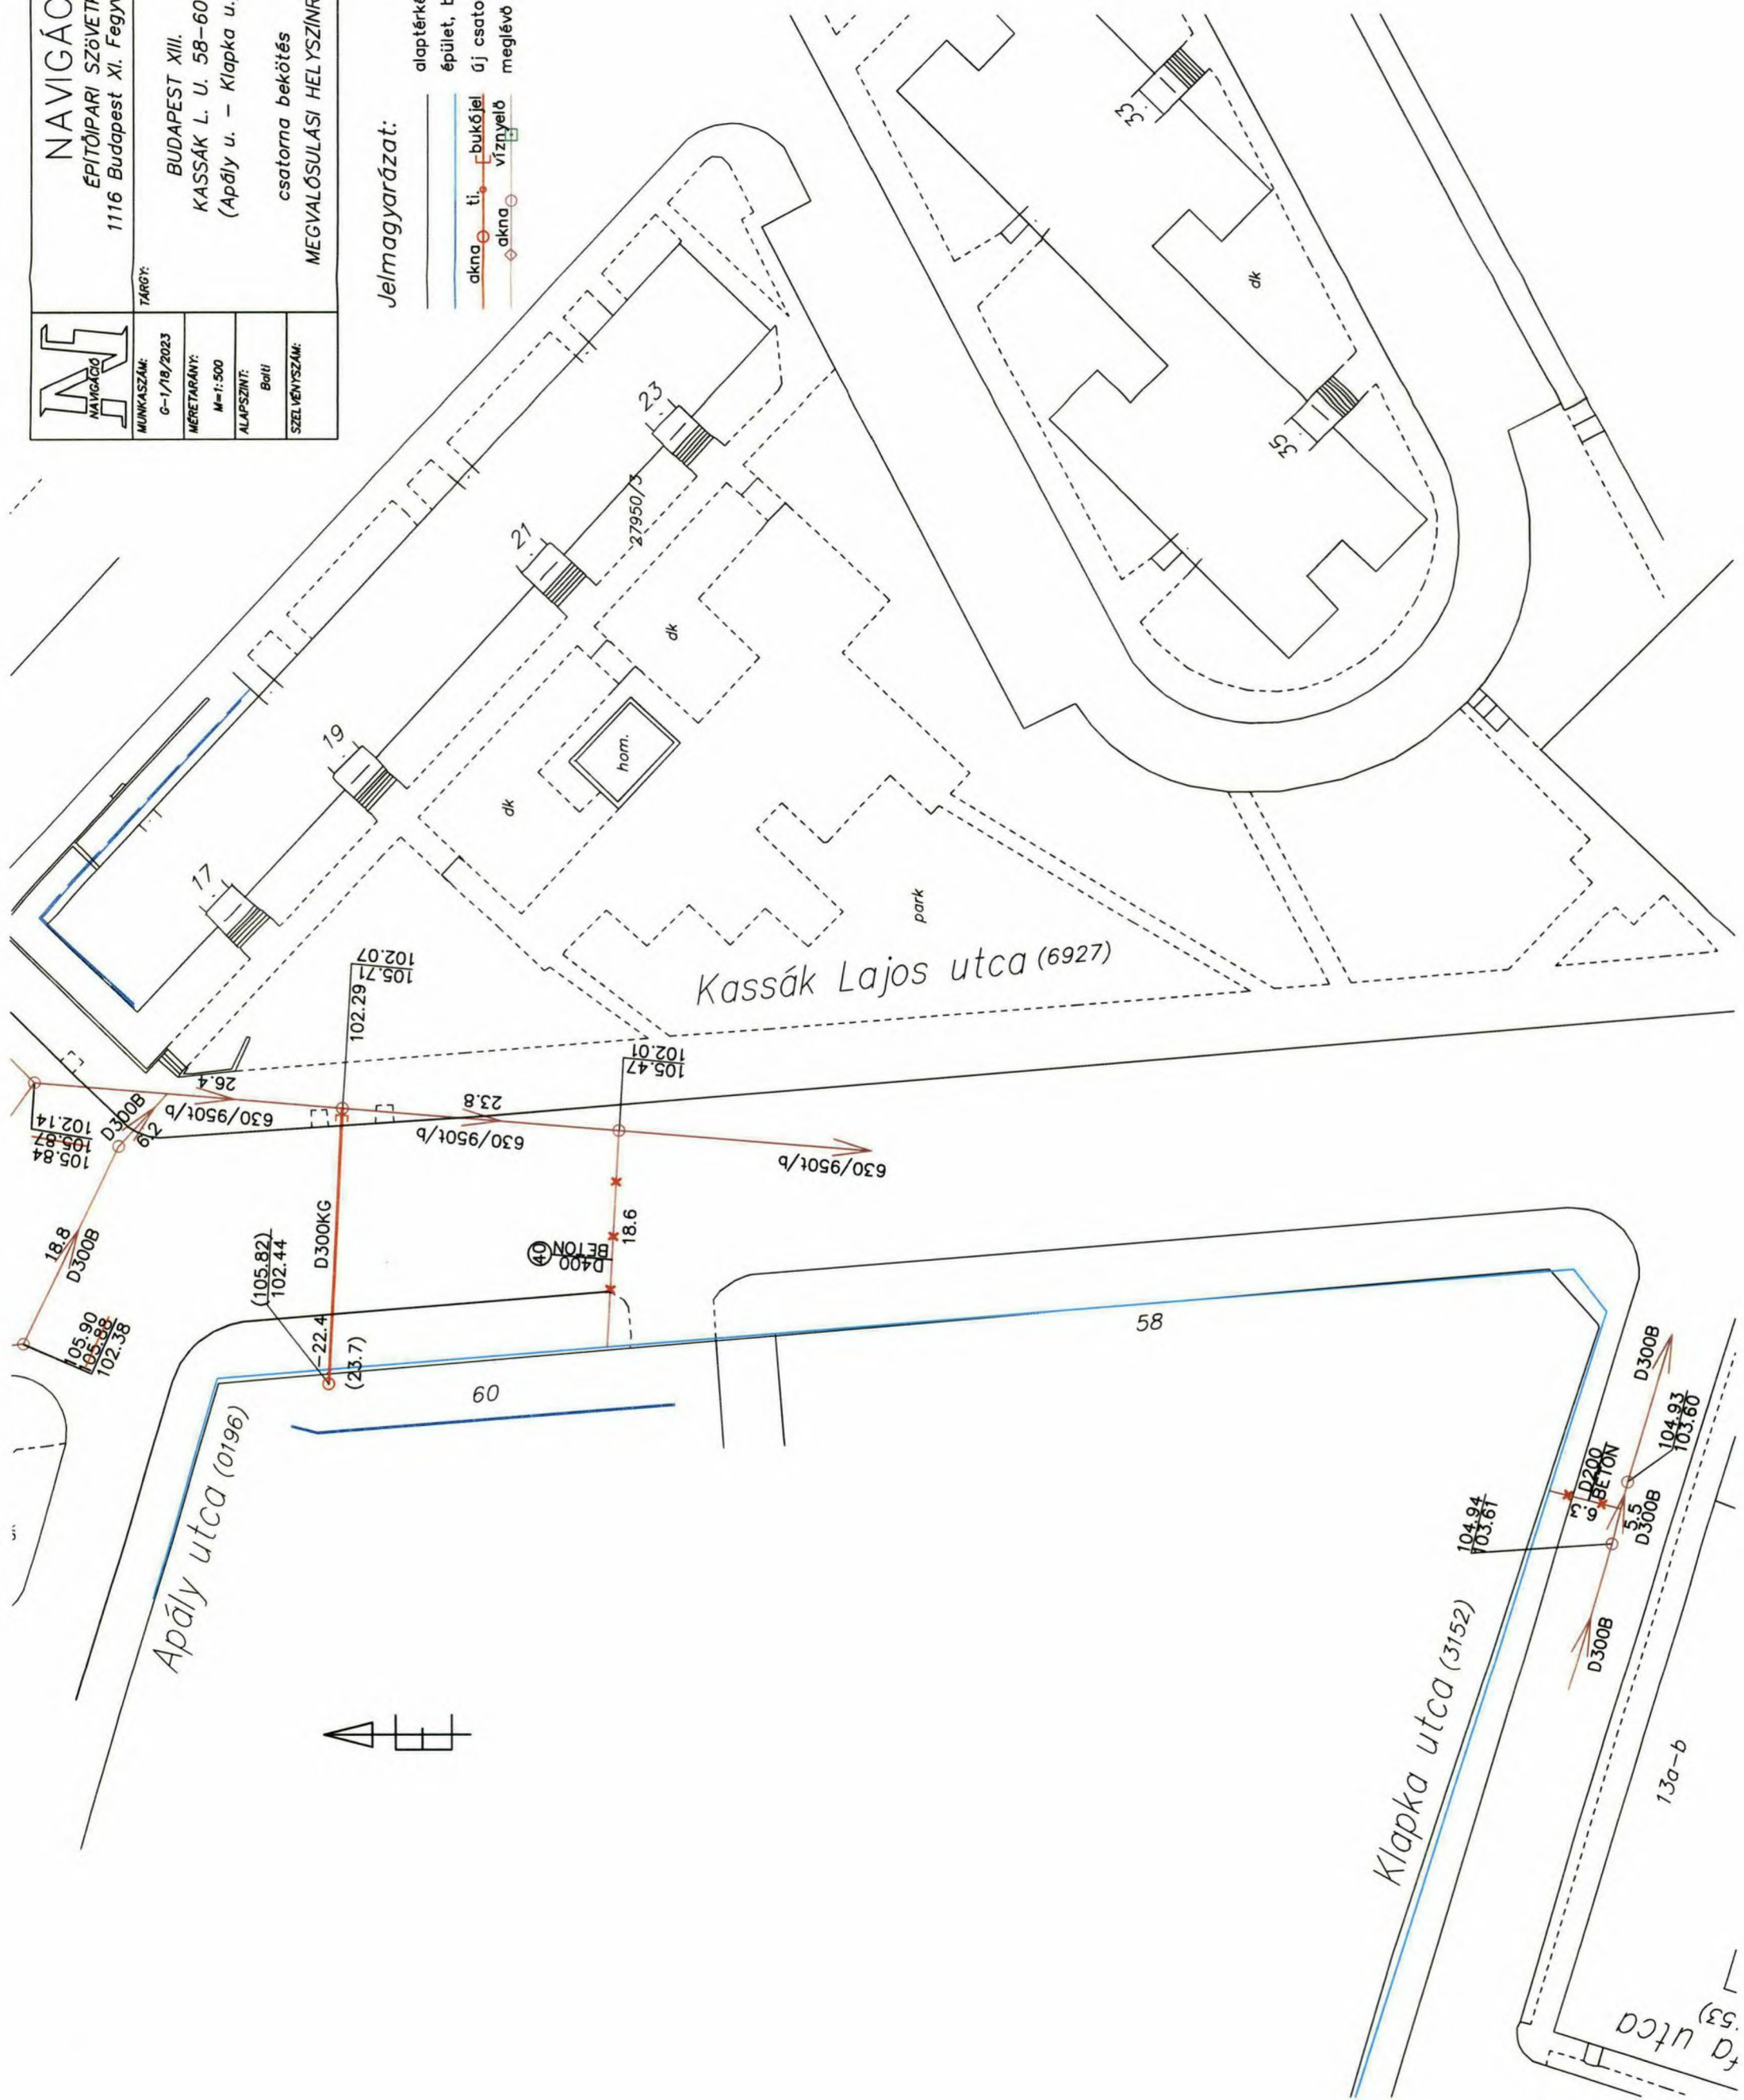 NAVIGÁC
ÉPÍTŐIPARI SZÖVETK
1116 Budapest XI. Fegyv
NAVIGÁCIÓ
MUNKASZÁM:
G-1/18/2023
MÉRETARÁNY:
M=1:500
ALAPSZINT:
Balti
SZELVÉNYSZÁM:
TÁRGY:
BUDAPEST XIII.
KASSÁK L. U. 58-60
(Apály u. - Klapka u.
csatorna bekötés
MEGVALÓSULÁSI HELYSZÍNR
Jelmagyarázat:
alaptérké
épület, b
akna ti. bukójel új csato
akna víznyelő meglévő
33
35
dk
23
21
19
17
27950/3
dk
dk
hom.
park
Kassák Lajos utca (6927)
102.29
105.71
102.07
105.47
102.01
26.4
630/950t/b
23.8
630/950t/b
630/950t/b
105.84
105.87
102.14
D300B
6.2
18.8
D300B
105.90
105.88
102.38
(105.82)
102.44
D300KG
22.4
(23.7)
40
D400
BETON
18.6
60
58
Apály utca (0196)
É
Klapka utca (3152)
104.94
103.61
D200
BETON
3.9
5.5
D300B
D300B
D300B
104.93
103.60
13a-b
fa utca
53)